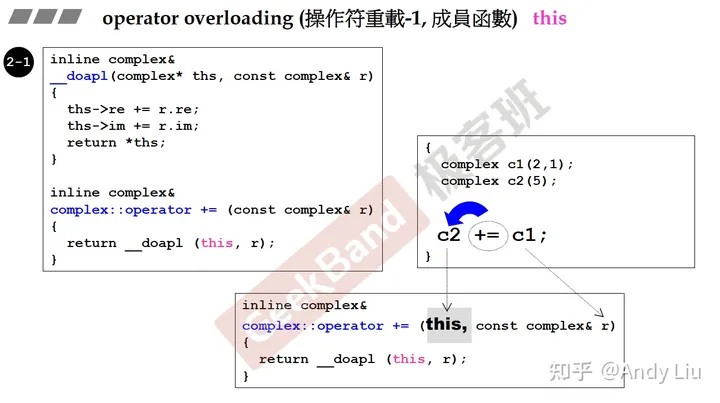 operator overloading (操作符重載-1, 成員函數) this
2-1
inline complex&
__doapl(complex* ths, const complex& r)
{
  ths->re += r.re;
  ths->im += r.im;
  return *ths;
}
inline complex&
complex::operator += (const complex& r)
{
  return __doapl (this, r);
}
{
  complex c1(2,1);
  complex c2(5);
c2 += c1;
}
inline complex&
complex::operator += (this, const complex& r)
{
  return __doapl (this, r);
}
GeekBand 极客班
知乎 @Andy Liu